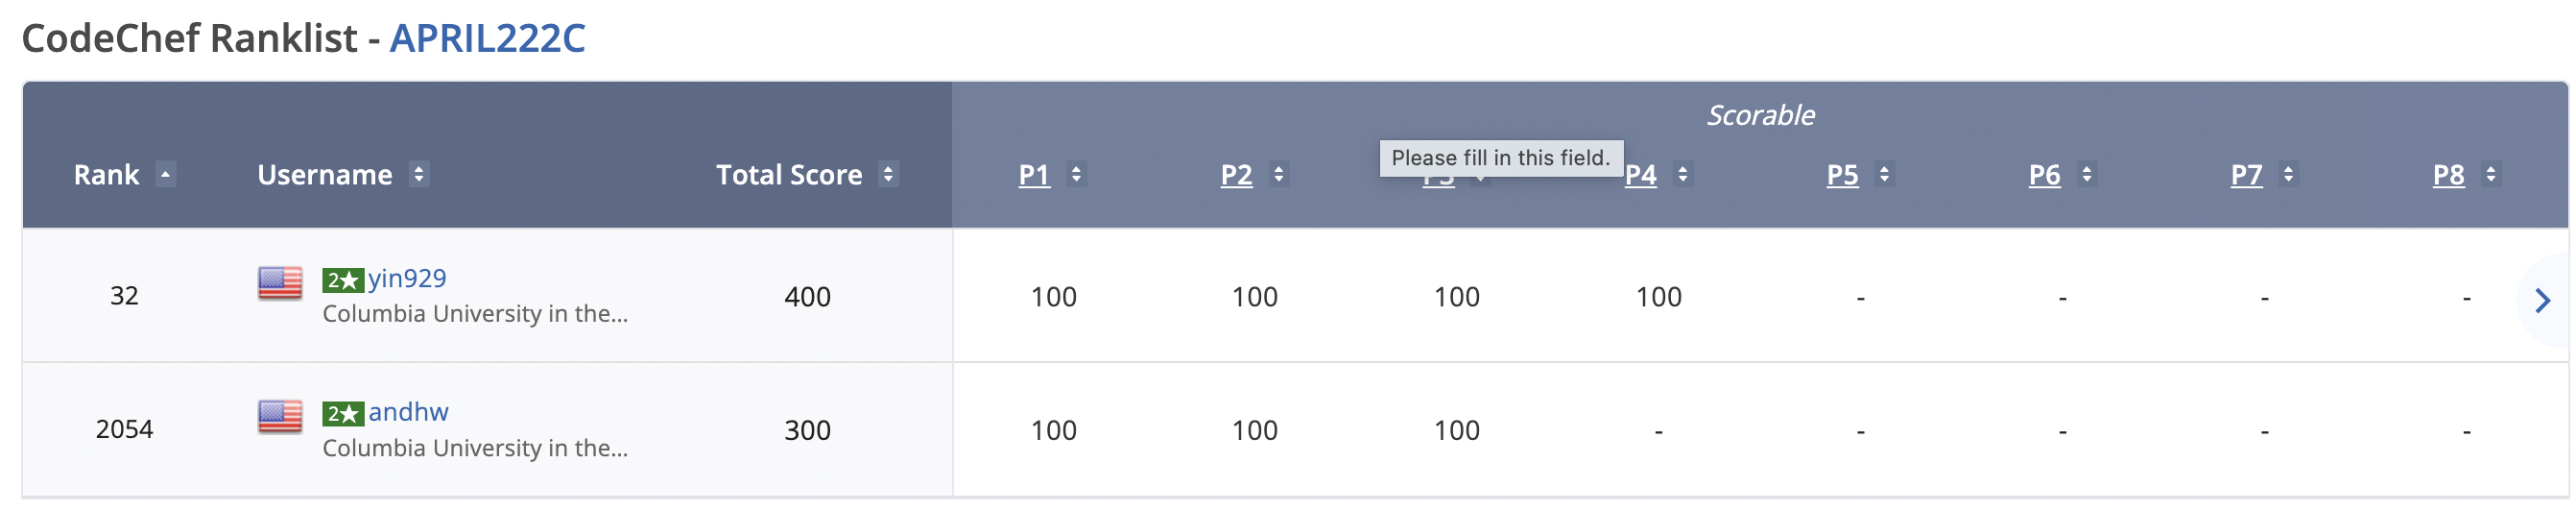 CodeChef Ranklist - APRIL222C
Scorable
Please fill in this field.
Rank Username Total Score P1 P2 P3 P4 P5 P6 P7 P8
32 2★ yin929 400 100 100 100 100 - - - -
Columbia University in the...
2054 2★ andhw 300 100 100 100 - - - - -
Columbia University in the...